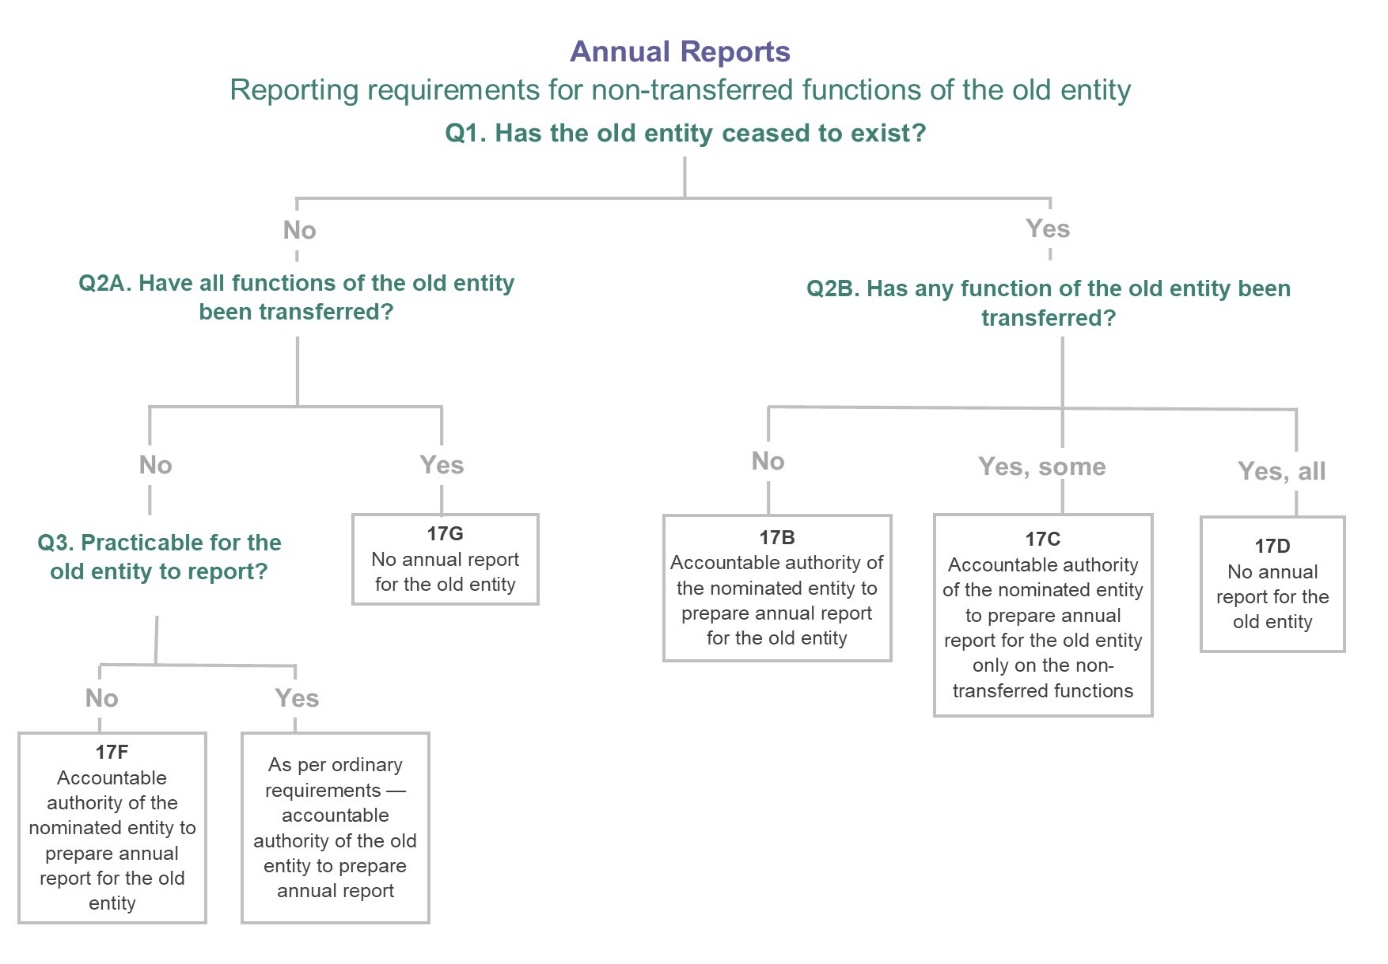 Annual Reports
Reporting requirements for non-transferred functions of the old entity
Q1. Has the old entity ceased to exist?
No
Yes
Q2A. Have all functions of the old entity
been transferred?
Q2B. Has any function of the old entity been
transferred?
No
Yes
No
Yes, some
Yes, all
Q3. Practicable for the
old entity to report?
17G
No annual report
for the old entity
17B
Accountable authority of
the nominated entity to
prepare annual report
for the old entity
17C
Accountable authority
of the nominated entity
to prepare annual
report for the old entity
only on the non-
transferred functions
17D
No annual
report for the
old entity
No
Yes
17F
Accountable
authority of the
nominated entity to
prepare annual
report for the old
entity
As per ordinary
requirements —
accountable
authority of the old
entity to prepare
annual report